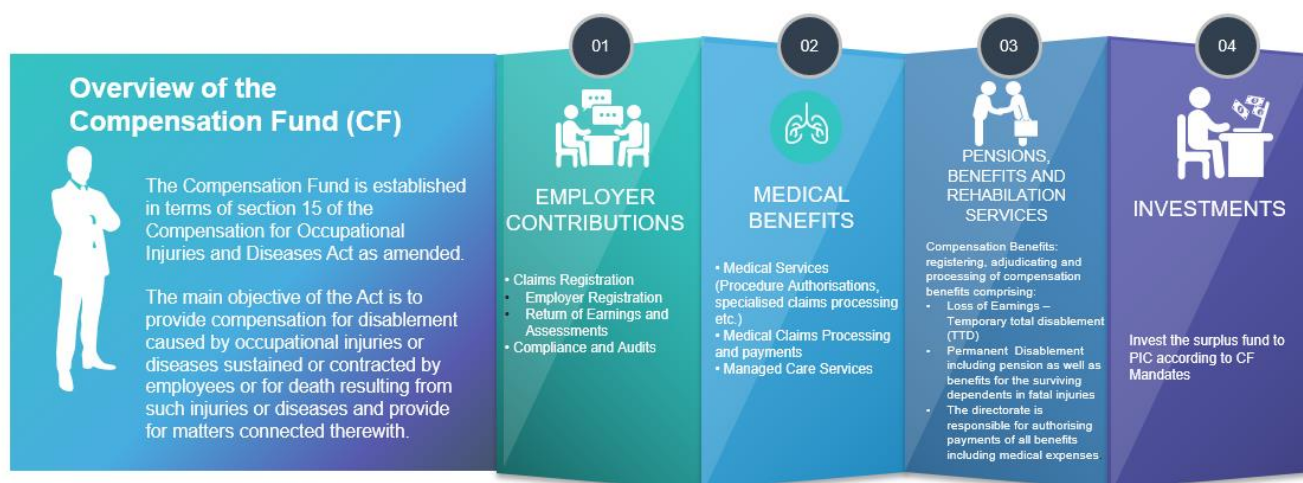 Overview of the
Compensation Fund (CF)
The Compensation Fund is established
in terms of section 15 of the
Compensation for Occupational
Injuries and Diseases Act as amended.
The main objective of the Act is to
provide compensation for disablement
caused by occupational injuries or
diseases sustained or contracted by
employees or for death resulting from
such injuries or diseases and provide
for matters connected therewith.
01
EMPLOYER
CONTRIBUTIONS
• Claims Registration
• Employer Registration
• Return of Earnings and
Assessments
• Compliance and Audits
02
MEDICAL
BENEFITS
• Medical Services
(Procedure Authorisations,
specialised claims processing
etc.)
• Medical Claims Processing
and payments
• Managed Care Services
03
PENSIONS,
BENEFITS AND
REHABILATION
SERVICES
Compensation Benefits:
registering, adjudicating and
processing of compensation
benefits comprising:
• Loss of Earnings –
Temporary total disablement
(TTD)
• Permanent Disablement
including pension as well as
benefits for the surviving
dependents in fatal injuries
• The directorate is
responsible for authorising
payments of all benefits
including medical expenses.
04
INVESTMENTS
Invest the surplus fund to
PIC according to CF
Mandates